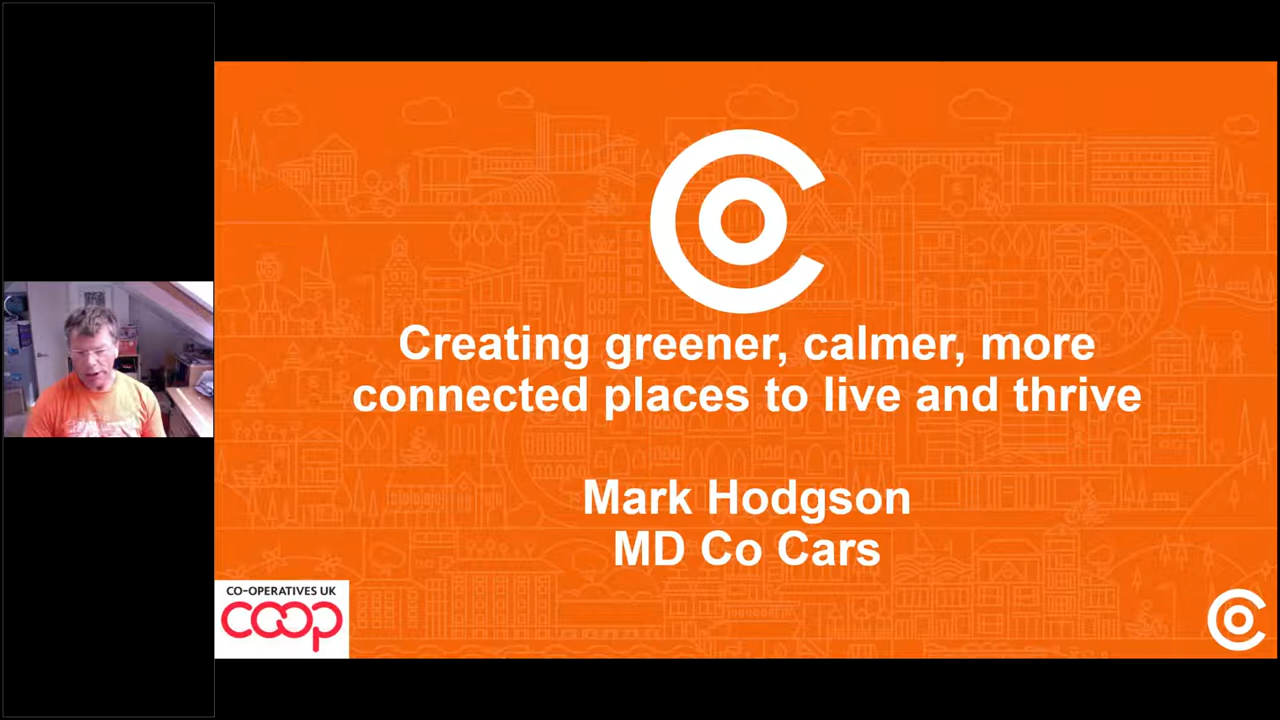 Creating greener, calmer, more
connected places to live and thrive
Mark Hodgson
MD Co Cars
CO-OPERATIVES UK
coop